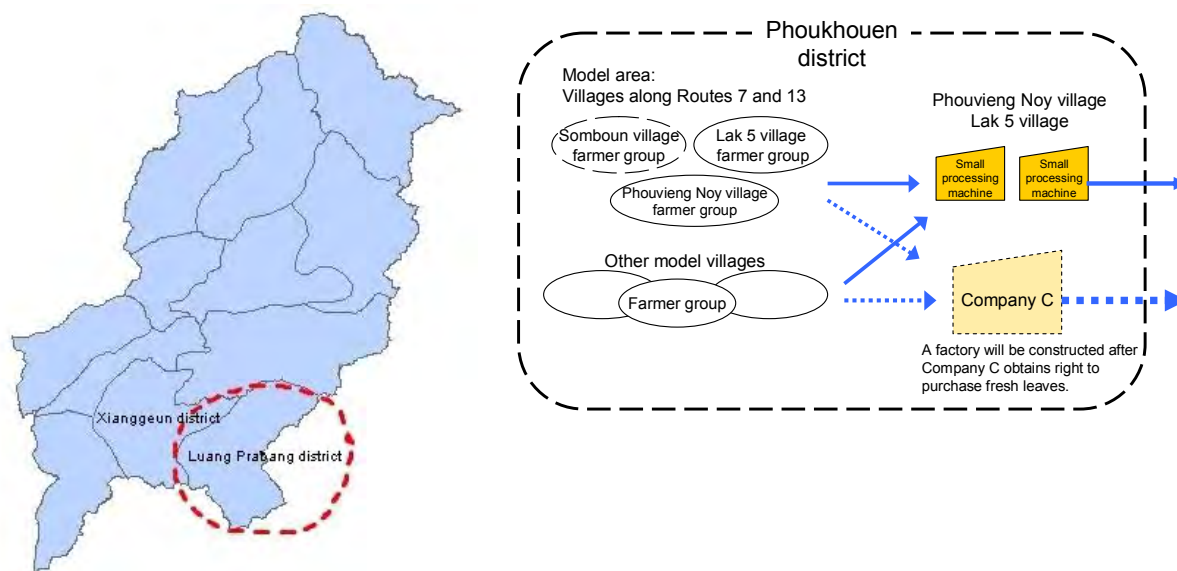 Xianggeun district
Luang Prabang district
Phoukhouen
district
Model area:
Villages along Routes 7 and 13
Somboun village
farmer group
Lak 5 village
farmer group
Phouvieng Noy village
farmer group
Other model villages
Farmer group
Phouvieng Noy village
Lak 5 village
Small
processing
machine
Small
processing
machine
Company C
A factory will be constructed after
Company C obtains right to
purchase fresh leaves.